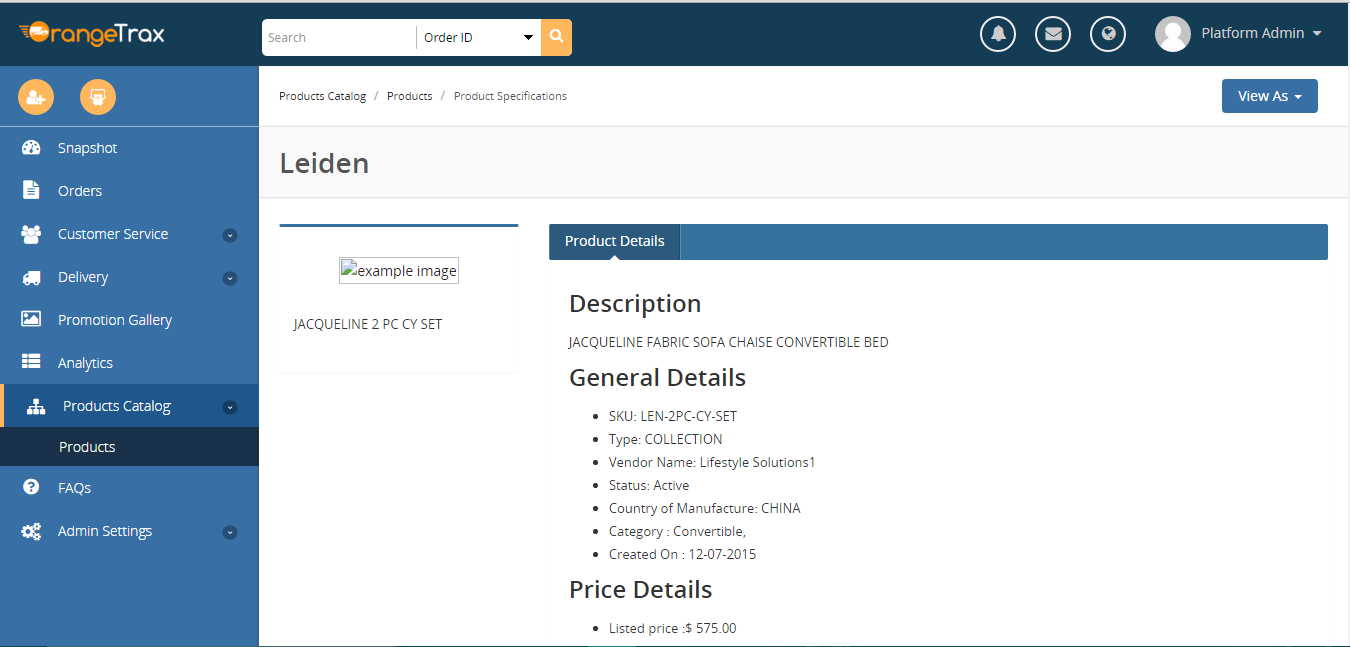 OrangeTrax
Search
Order ID
Platform Admin
Products Catalog / Products / Product Specifications
View As
Snapshot
Orders
Customer Service
Delivery
Promotion Gallery
Analytics
Products Catalog
Products
FAQs
Admin Settings
Leiden
example image
JACQUELINE 2 PC CY SET
Product Details
Description
JACQUELINE FABRIC SOFA CHAISE CONVERTIBLE BED
General Details
SKU: LEN-2PC-CY-SET
Type: COLLECTION
Vendor Name: Lifestyle Solutions1
Status: Active
Country of Manufacture: CHINA
Category : Convertible,
Created On : 12-07-2015
Price Details
Listed price :$ 575.00